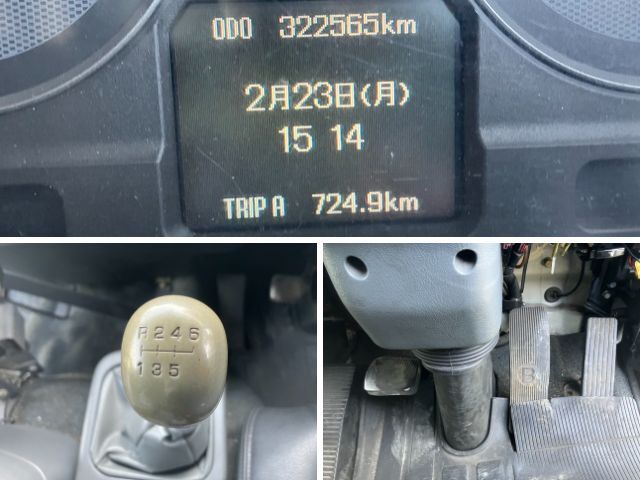 ODO 322565km
2月23日(月)
15 14
TRIP A 724.9km
R 2 4 6
1 3 5
B